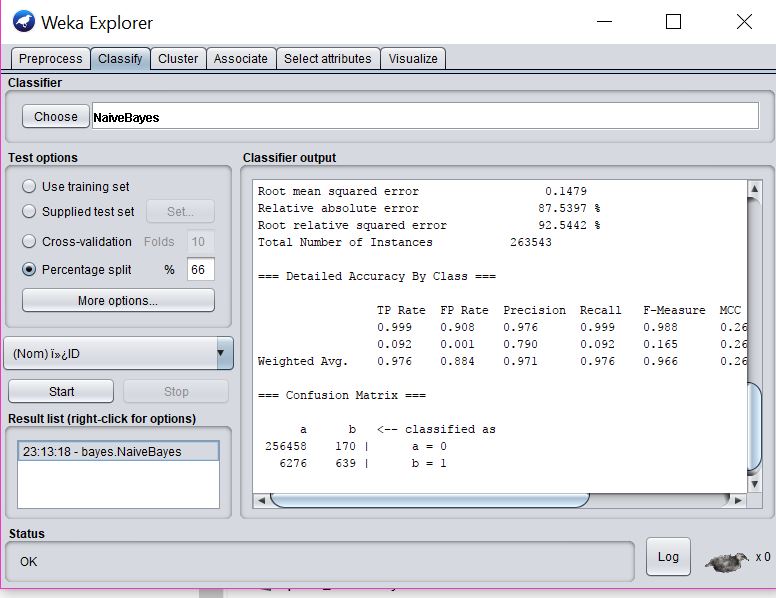 Weka Explorer
Preprocess Classify Cluster Associate Select attributes Visualize
Classifier
Choose NaiveBayes
Test options
Use training set
Supplied test set Set...
Cross-validation Folds 10
Percentage split % 66
More options...
(Nom) ï»¿ID
Start Stop
Result list (right-click for options)
23:13:18 - bayes.NaiveBayes
Classifier output
Root mean squared error 0.1479
Relative absolute error 87.5397 %
Root relative squared error 92.5442 %
Total Number of Instances 263543
=== Detailed Accuracy By Class ===
TP Rate FP Rate Precision Recall F-Measure MCC
0.999 0.908 0.976 0.999 0.988 0.26
0.092 0.001 0.790 0.092 0.165 0.26
Weighted Avg. 0.976 0.884 0.971 0.976 0.966 0.26
=== Confusion Matrix ===
a b <-- classified as
256458 170 | a = 0
6276 639 | b = 1
Status
OK
Log x 0